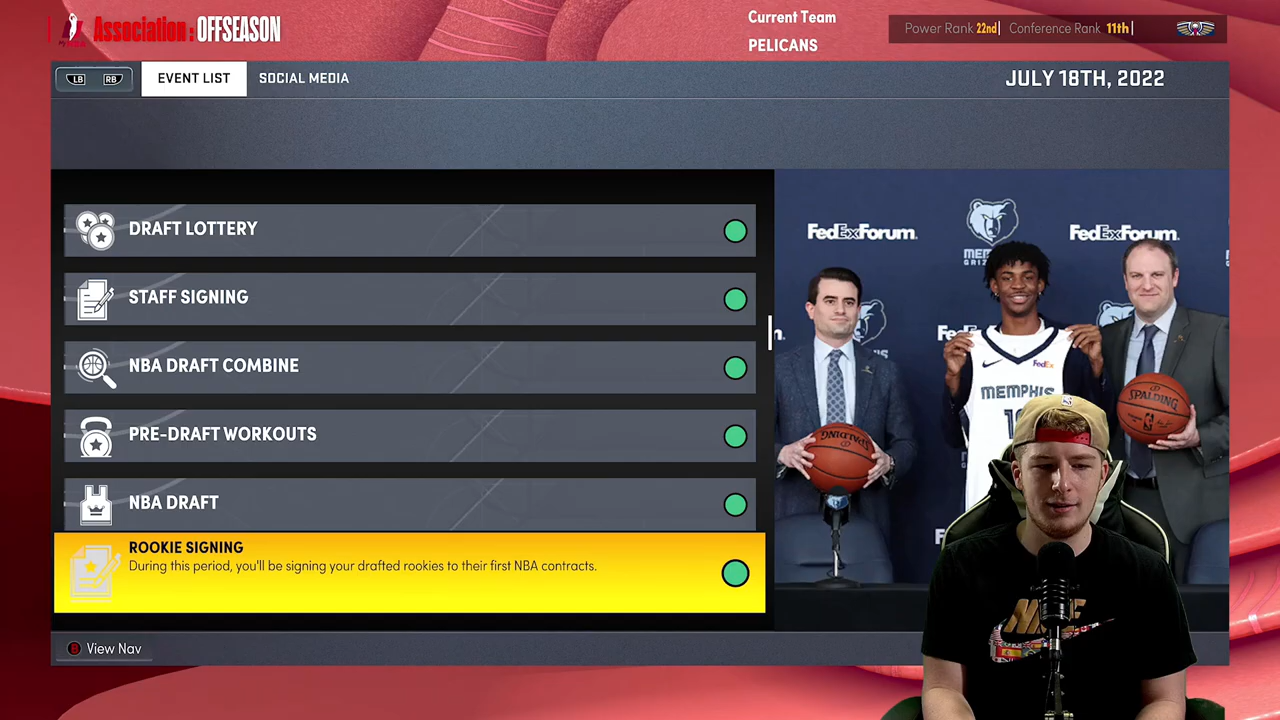 MyNBA
Association: OFFSEASON
Current Team
PELICANS
Power Rank 22nd| Conference Rank 11th|
LB RB EVENT LIST SOCIAL MEDIA
JULY 18TH, 2022
DRAFT LOTTERY
STAFF SIGNING
NBA DRAFT COMBINE
PRE-DRAFT WORKOUTS
NBA DRAFT
ROOKIE SIGNING
During this period, you'll be signing your drafted rookies to their first NBA contracts.
B View Nav
FedExForum.
FedExForum.
FedEx
MEMPHIS
SPALDING
SPALDING